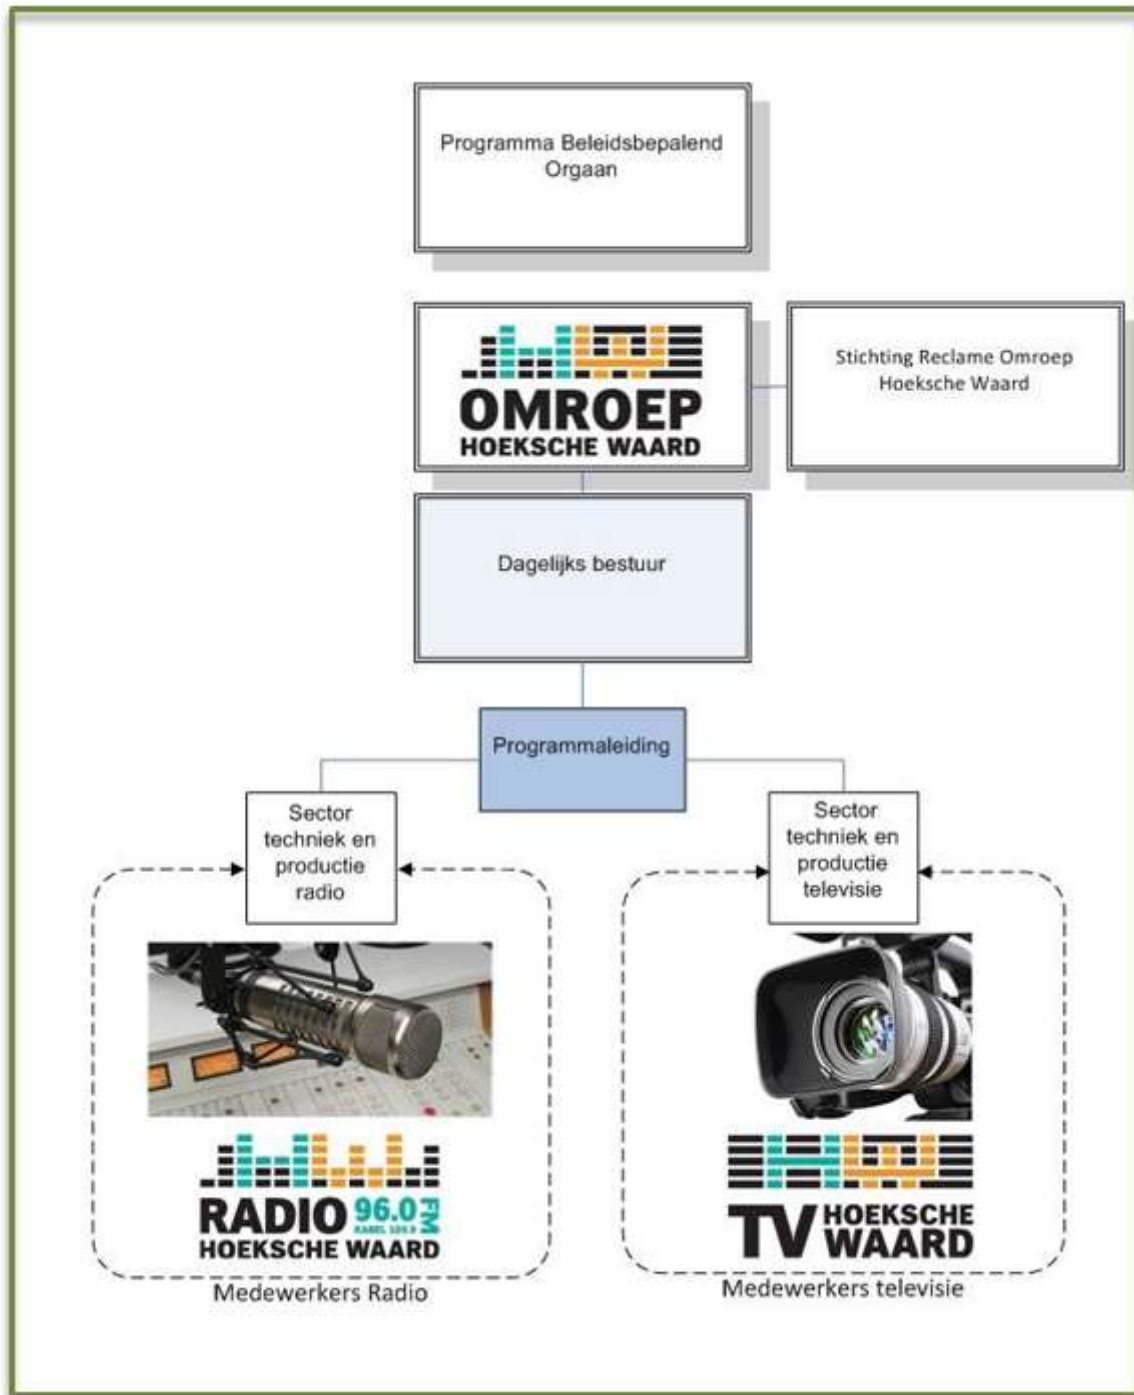 Programma Beleidsbepalend
Orgaan
OMROEP
HOEKSCHE WAARD
Stichting Reclame Omroep
Hoeksche Waard
Dagelijks bestuur
Programmaleiding
Sector
techniek en
productie
radio
Sector
techniek en
productie
televisie
RADIO 96.0 FM
HOEKSCHE WAARD
Medewerkers Radio
TV HOEKSCHE
WAARD
Medewerkers televisie